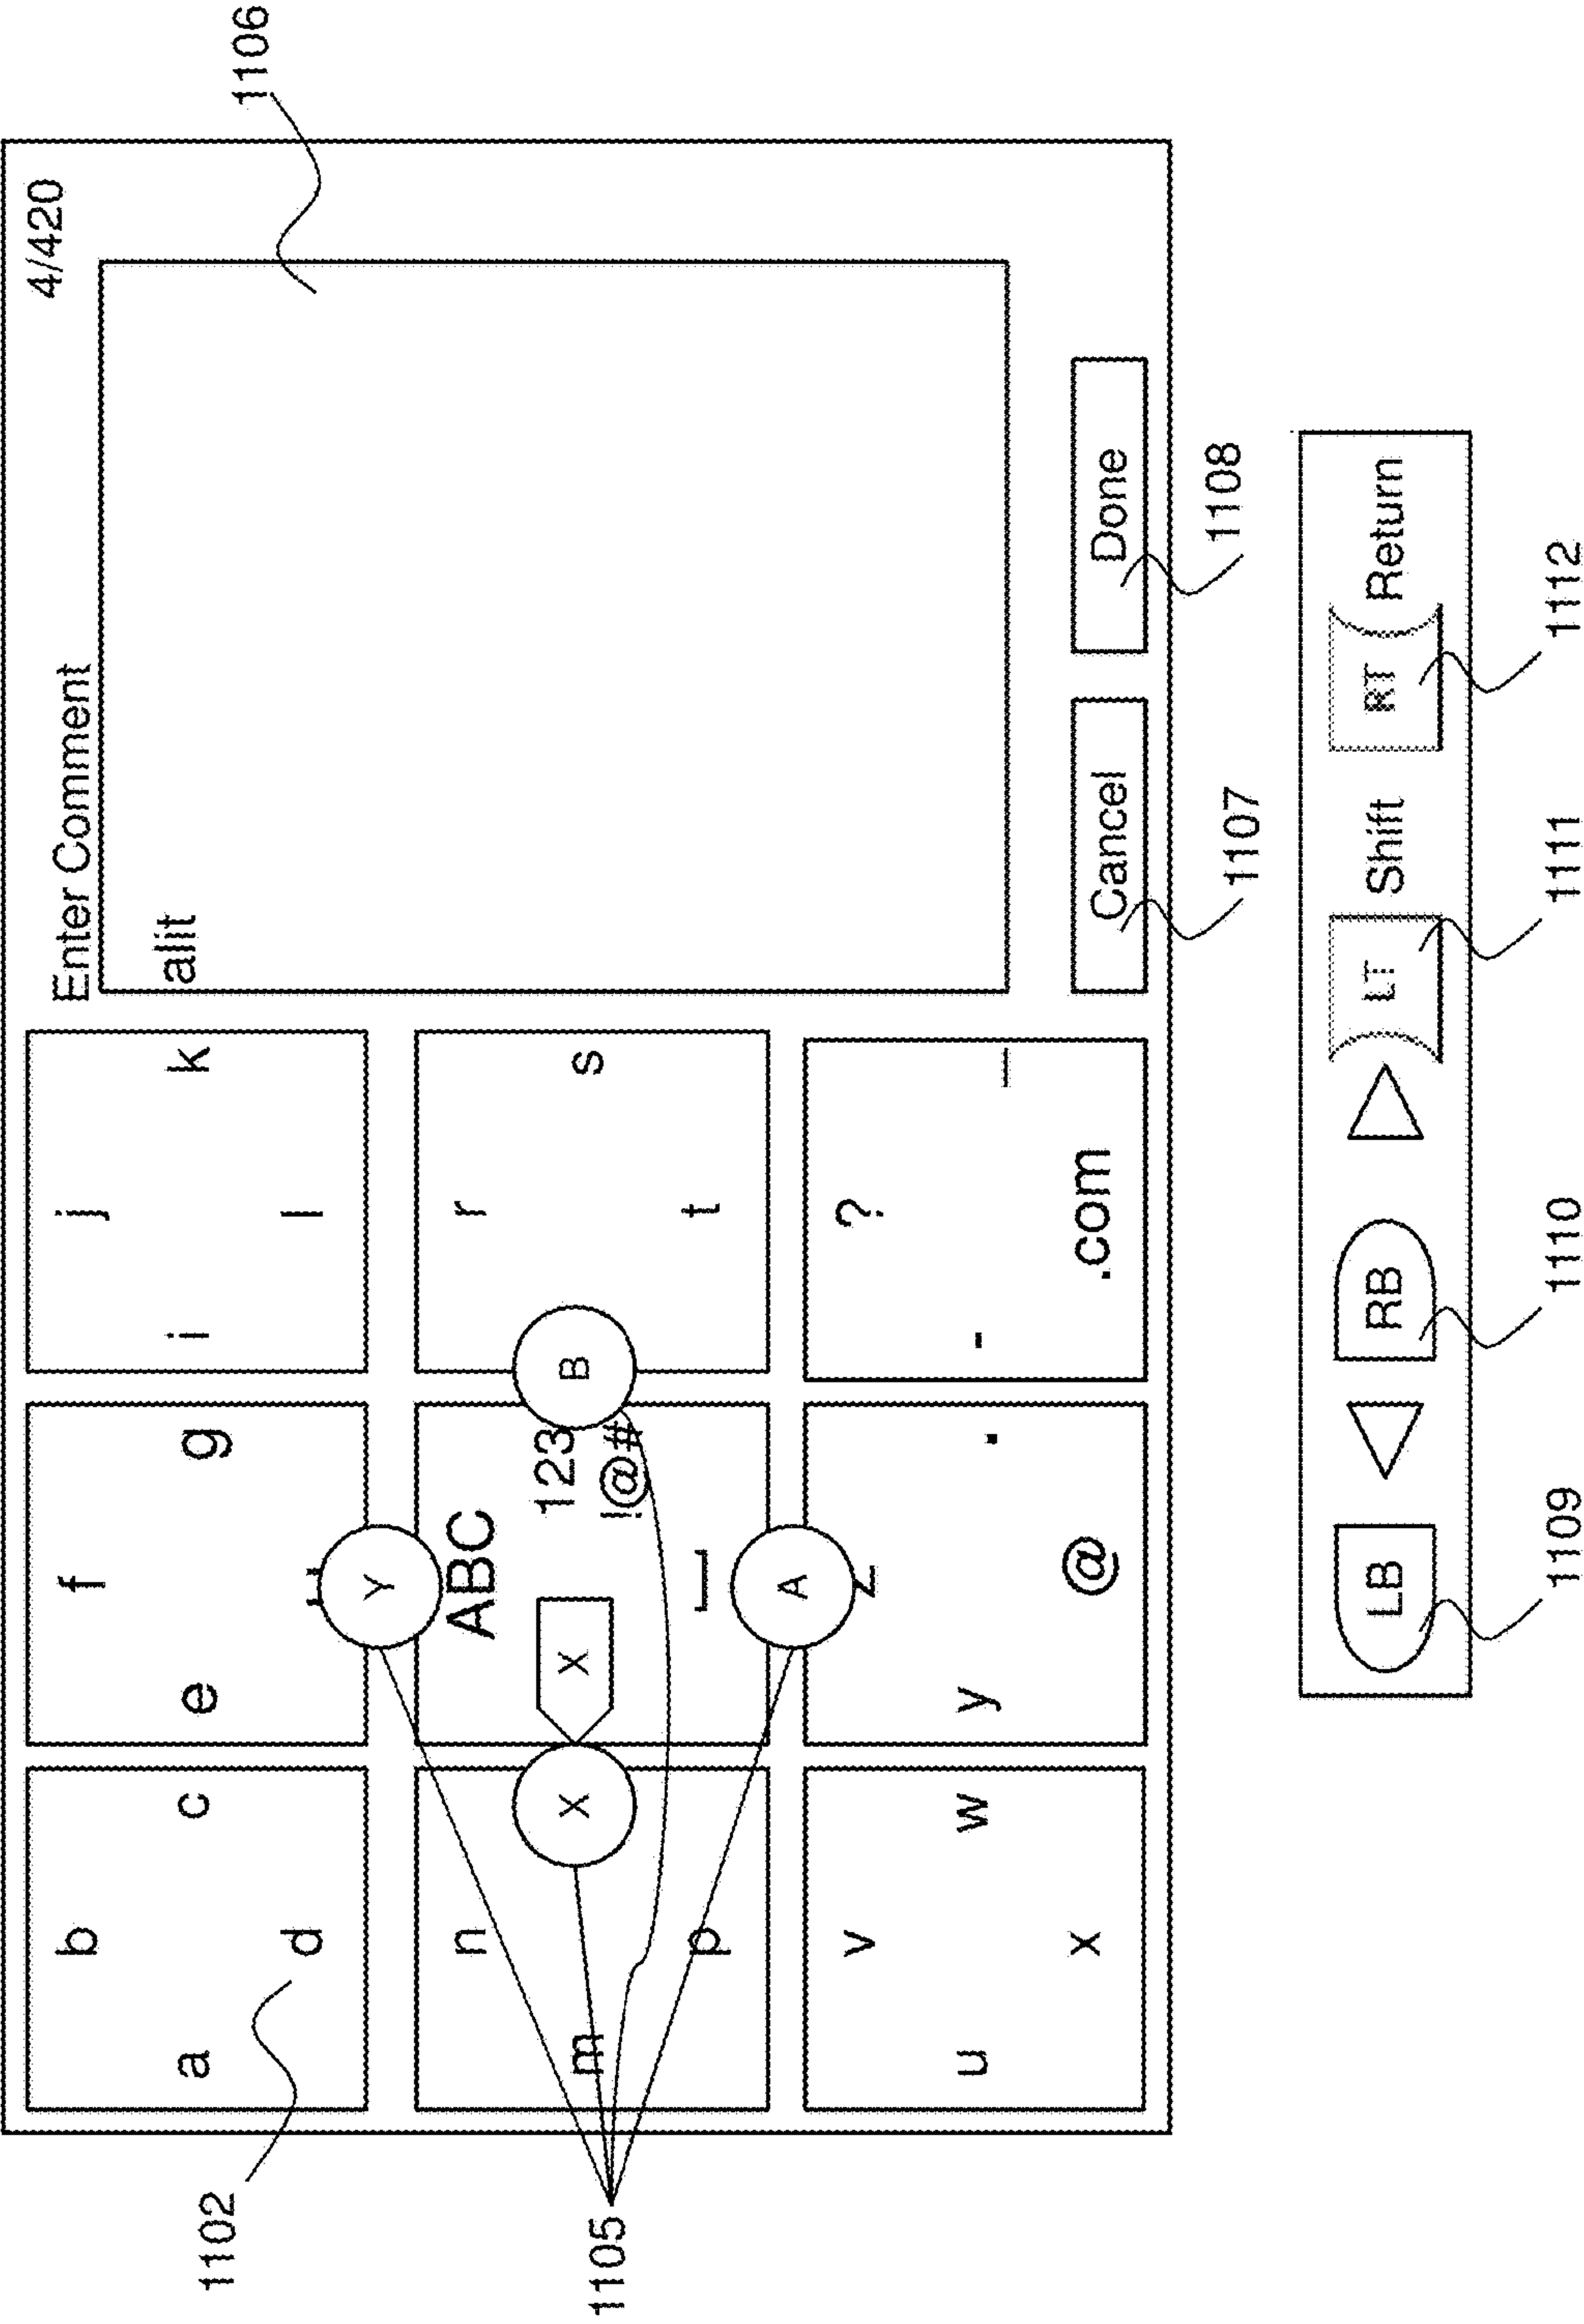 4/420
Enter Comment
1106
b f j
a c e g i k
d l
alit
Y
ABC
n r
m X X 123 B s
!@#
p t
A
v z ?
u w y . - _
x @ .com
Cancel Done
1102
1105
1107 1108
LB RB LT Shift RT Return
1109 1110 1111 1112